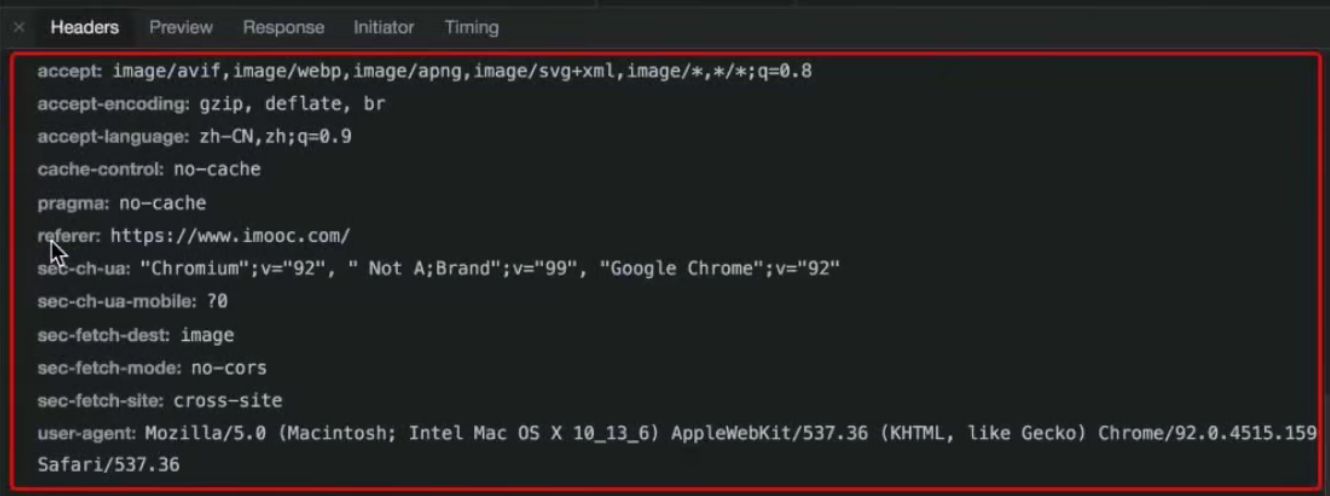 × Headers Preview Response Initiator Timing
accept: image/avif,image/webp,image/apng,image/svg+xml,image/*,*/*;q=0.8
accept-encoding: gzip, deflate, br
accept-language: zh-CN,zh;q=0.9
cache-control: no-cache
pragma: no-cache
referer: https://www.imooc.com/
sec-ch-ua: "Chromium";v="92", " Not A;Brand";v="99", "Google Chrome";v="92"
sec-ch-ua-mobile: ?0
sec-fetch-dest: image
sec-fetch-mode: no-cors
sec-fetch-site: cross-site
user-agent: Mozilla/5.0 (Macintosh; Intel Mac OS X 10_13_6) AppleWebKit/537.36 (KHTML, like Gecko) Chrome/92.0.4515.159
Safari/537.36